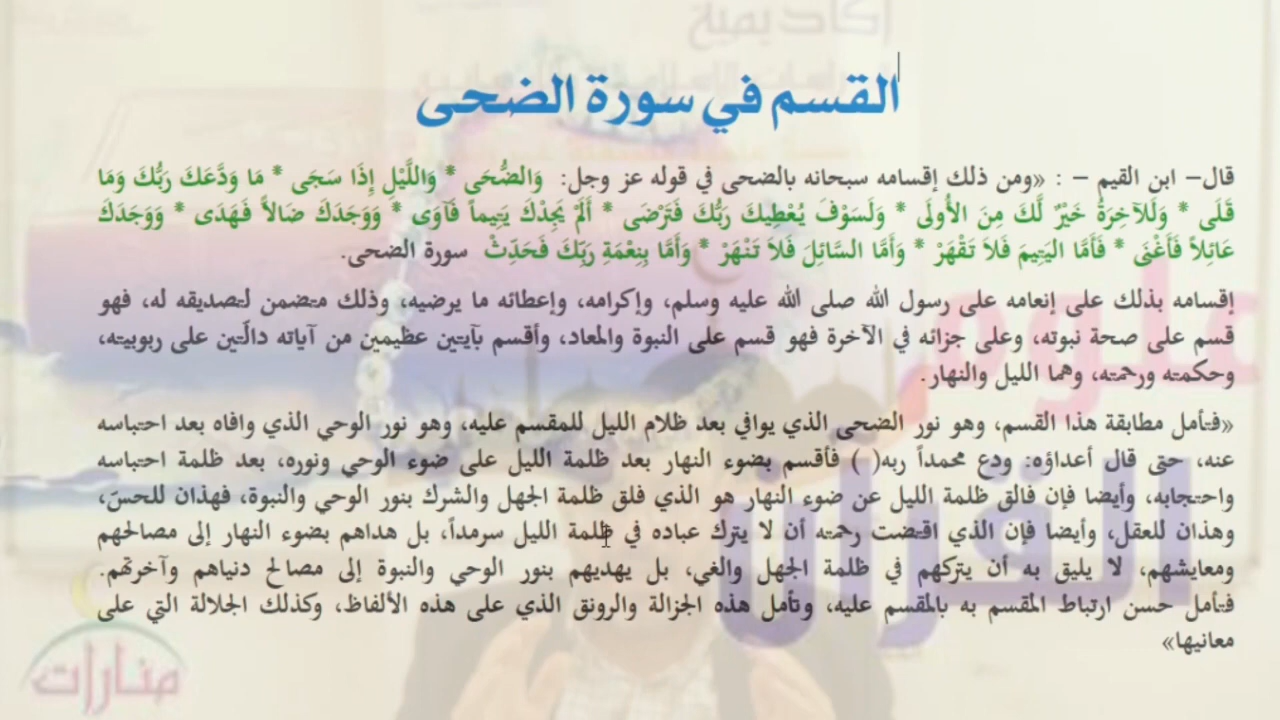 أكاديمية
القسم في سورة الضحى
قال– ابن القيم – : «ومن ذلك إقسامه سبحانه بالضحى في قوله عز وجل: وَالضُّحَى * وَاللَّيْلِ إِذَا سَجَى * مَا وَدَّعَكَ رَبُّكَ وَمَا
قَلَى * وَلَلآخِرَةُ خَيْرٌ لَّكَ مِنَ الأُولَى * وَلَسَوْفَ يُعْطِيكَ رَبُّكَ فَتَرْضَى * أَلَمْ يَجِدْكَ يَتِيماً فَآوَى * وَوَجَدَكَ ضَالاًّ فَهَدَى * وَوَجَدَكَ
عَائِلاً فَأَغْنَى * فَأَمَّا اليَتِيمَ فَلاَ تَقْهَرْ * وَأَمَّا السَّائِلَ فَلاَ تَنْهَرْ * وَأَمَّا بِنِعْمَةِ رَبِّكَ فَحَدِّثْ سورة الضحى.
إقسامه بذلك على إنعامه على رسول الله صلى الله عليه وسلم، وإكرامه، وإعطائه ما يرضيه، وذلك متضمن لتصديقه له، فهو
قسم على صحة نبوته، وعلى جزائه في الآخرة فهو قسم على النبوة والمعاد، وأقسم بآيتين عظيمين من آياته دالّتين على ربوبيته،
وحكمته ورحمته، وهما الليل والنهار.
«فتأمل مطابقة هذا القسم، وهو نور الضحى الذي يوافي بعد ظلام الليل للمقسم عليه، وهو نور الوحي الذي وافاه بعد احتباسه
عنه، حتى قال أعداؤه: ودع محمداً ربه( ) فأقسم بضوء النهار بعد ظلمة الليل على ضوء الوحي ونوره، بعد ظلمة احتباسه
واحتجابه، وأيضا فإن فالق ظلمة الليل عن ضوء النهار هو الذي فلق ظلمة الجهل والشرك بنور الوحي والنبوة، فهذان للحسّ،
وهذان للعقل، وأيضا فإن الذي اقتضت رحمته أن لا يترك عباده في ظلمة الليل سرمداً، بل هداهم بضوء النهار إلى مصالحهم
ومعايشهم، لا يليق به أن يتركهم في ظلمة الجهل والغي، بل يهديهم بنور الوحي والنبوة إلى مصالح دنياهم وآخرتهم.
فتأمل حسن ارتباط المقسم به بالمقسم عليه، وتأمل هذه الجزالة والرونق الذي على هذه الألفاظ، وكذلك الجلالة التي على
معانيها»
علوم
القرآن
منارات